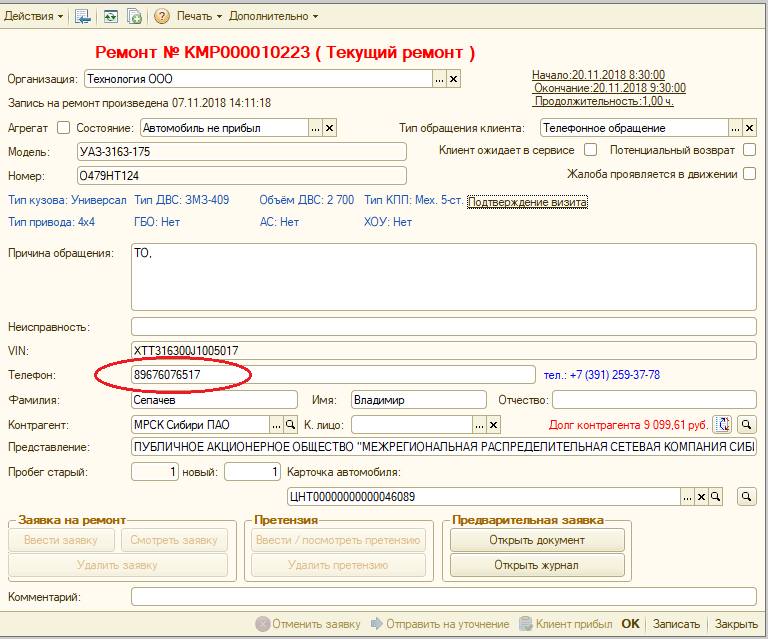 Действия Печать Дополнительно
Ремонт № КМР000010223 ( Текущий ремонт )
Организация: Технология ООО ... Начало:20.11.2018 8:30:00
Окончание:20.11.2018 9:30:00
Запись на ремонт произведена 07.11.2018 14:11:18 Продолжительность:1,00 ч.
Агрегат Состояние: Автомобиль не прибыл ... Тип обращения клиента: Телефонное обращение ...
Модель: УАЗ-3163-175 Клиент ожидает в сервисе Потенциальный возврат
Номер: О479НТ124 Жалоба проявляется в движении
Тип кузова: Универсал Тип ДВС: ЗМЗ-409 Объём ДВС: 2 700 Тип КПП: Мех. 5-ст. Подтверждение визита
Тип привода: 4x4 ГБО: Нет АС: Нет ХОУ: Нет
Причина обращения: ТО,
Неисправность:
VIN: XTT316300J1005017
Телефон: 89676076517 тел.: +7 (391) 259-37-78
Фамилия: Сепачев Имя: Владимир Отчество:
Контрагент: МРСК Сибири ПАО ... К. лицо: ... Долг контрагента 9 099,61 руб.
Представление: ПУБЛИЧНОЕ АКЦИОНЕРНОЕ ОБЩЕСТВО "МЕЖРЕГИОНАЛЬНАЯ РАСПРЕДЕЛИТЕЛЬНАЯ СЕТЕВАЯ КОМПАНИЯ СИБИ
Пробег старый: 1 новый: 1 Карточка автомобиля:
ЦНТ00000000000046089 ...
Заявка на ремонт Претензия Предварительная заявка
Ввести заявку Смотреть заявку Ввести / посмотреть претензию Открыть документ
Удалить заявку Удалить претензию Открыть журнал
Комментарий:
Отменить заявку Отправить на уточнение Клиент прибыл OK Записать Закрыть